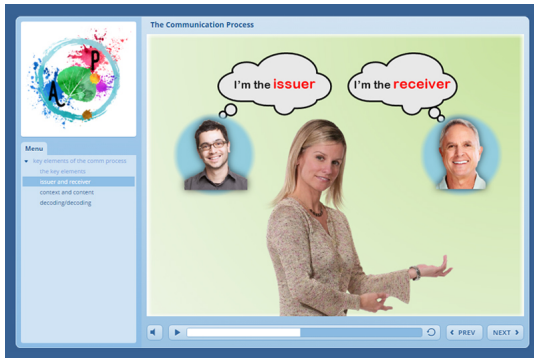 The Communication Process
A
P
I'm the issuer
I'm the receiver
Menu
key elements of the comm process
the key elements
issuer and receiver
context and content
decoding/decoding
PREV
NEXT